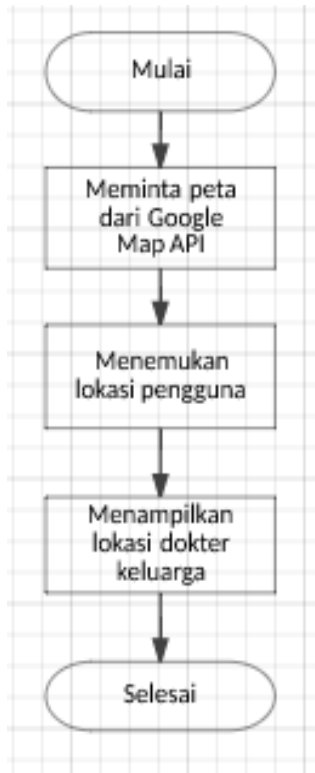 Mulai
Meminta peta
dari Google
Map API
Menemukan
lokasi pengguna
Menampilkan
lokasi dokter
keluarga
Selesai